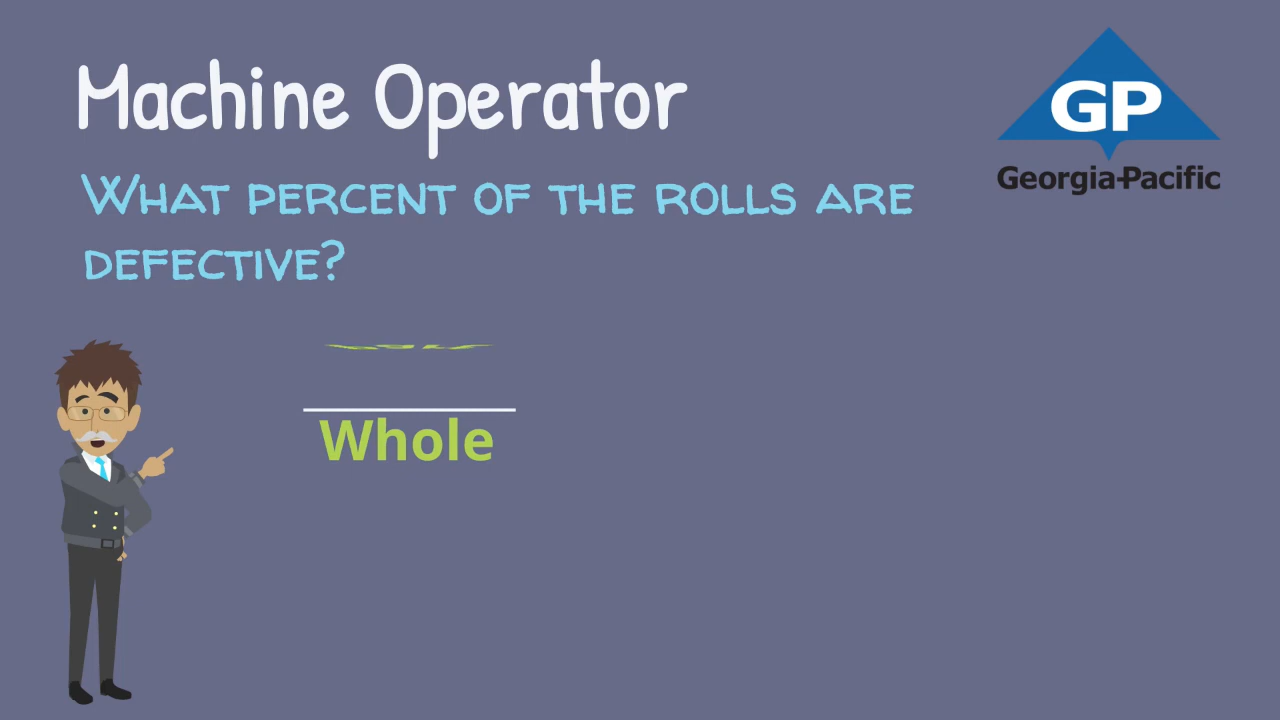 Machine Operator
GP
Georgia-Pacific
What percent of the rolls are
defective?
Whole